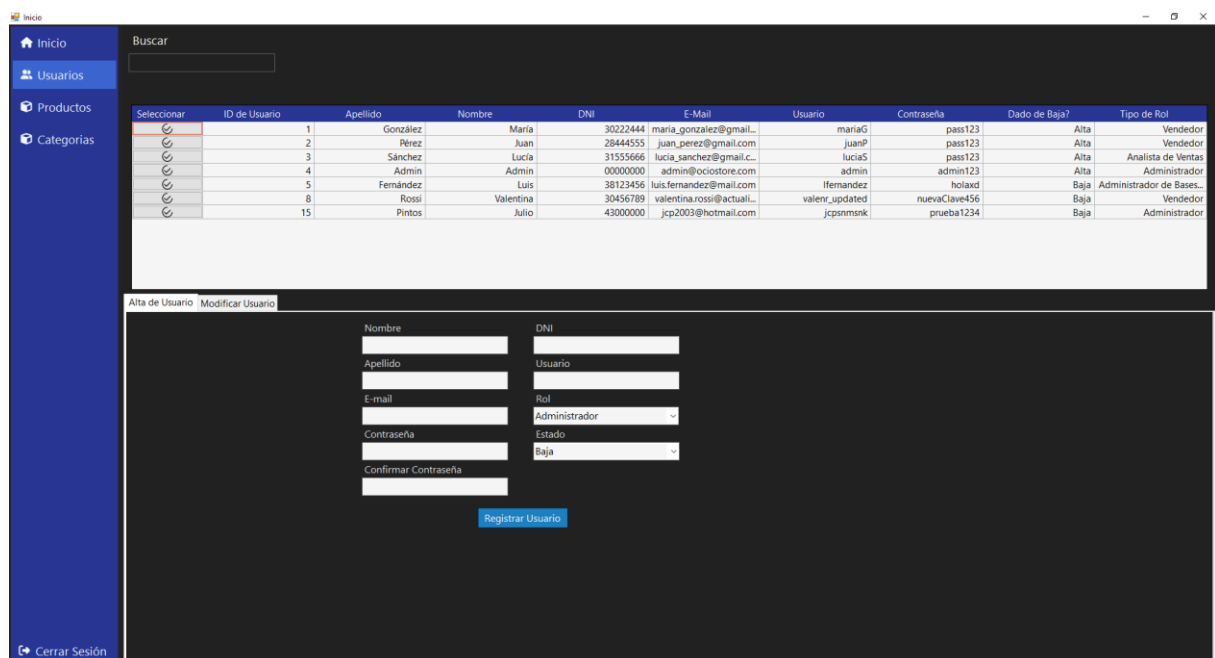 Inicio
Inicio
Usuarios
Productos
Categorias
Cerrar Sesión
Buscar
Seleccionar ID de Usuario Apellido Nombre DNI E-Mail Usuario Contraseña Dado de Baja? Tipo de Rol
1 González María 30222444 maria_gonzalez@gmail... mariaG pass123 Alta Vendedor
2 Pérez Juan 28444555 juan_perez@gmail.com juanP pass123 Alta Vendedor
3 Sánchez Lucía 31555666 lucia_sanchez@gmail.c... luciaS pass123 Alta Analista de Ventas
4 Admin Admin 00000000 admin@ociostore.com admin admin123 Alta Administrador
5 Fernández Luis 38123456 luis.fernandez@mail.com lfernandez holaxd Baja Administrador de Bases...
8 Rossi Valentina 30456789 valentina.rossi@actuali... valenr_updated nuevaClave456 Baja Vendedor
15 Pintos Julio 43000000 jcp2003@hotmail.com jcpsnmsnk prueba1234 Baja Administrador
Alta de Usuario Modificar Usuario
Nombre DNI
Apellido Usuario
E-mail Rol
Administrador
Contraseña Estado
Baja
Confirmar Contraseña
Registrar Usuario